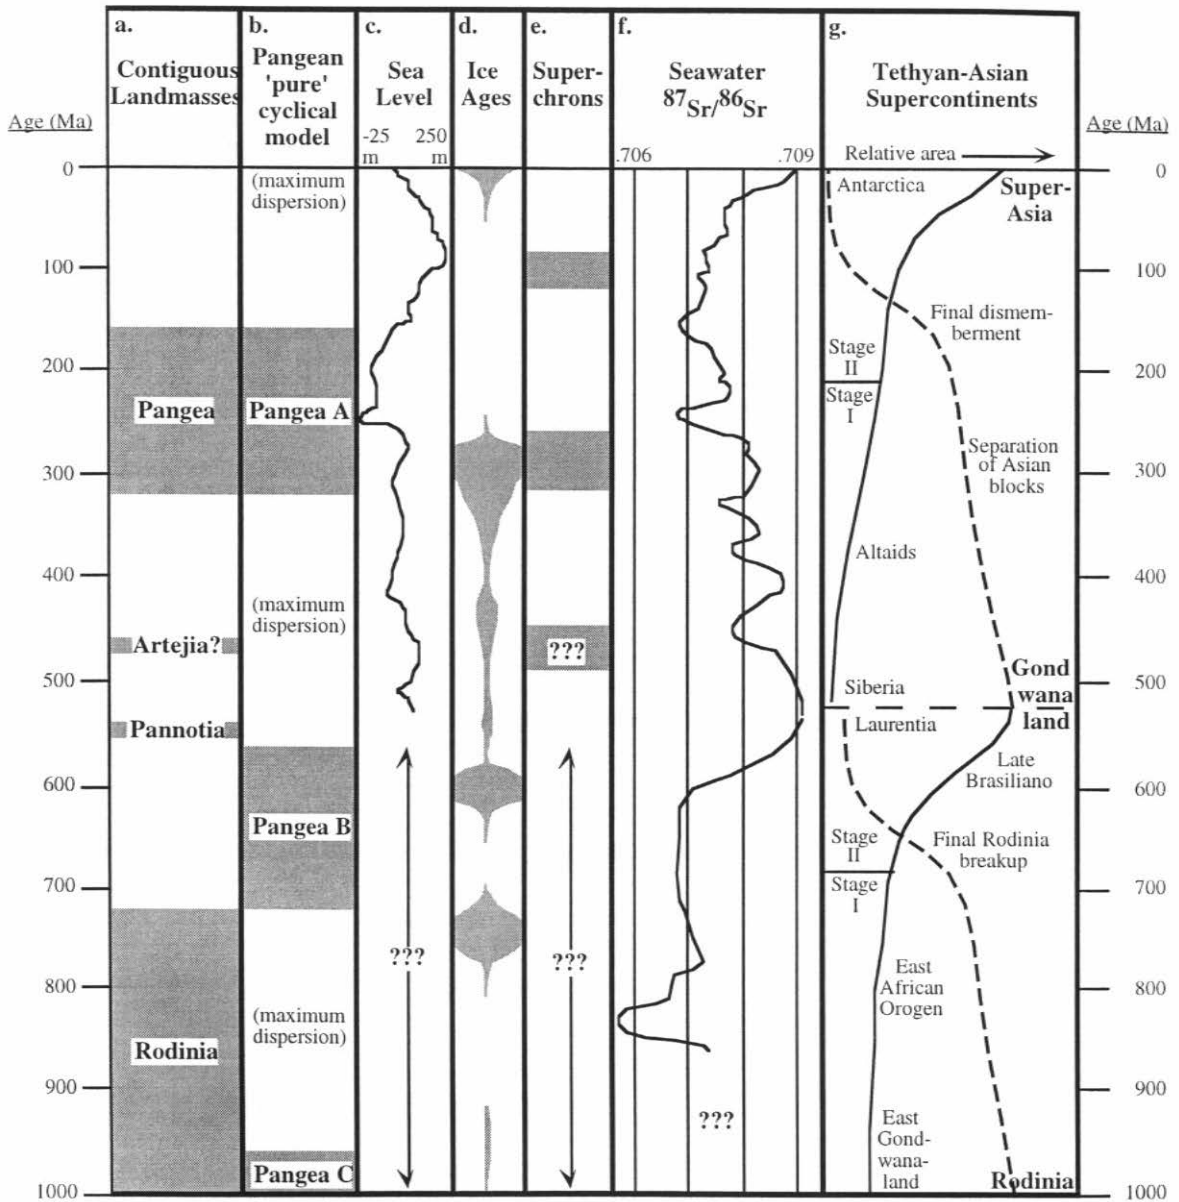 a.
Contiguous
Landmasses
b.
Pangean
'pure'
cyclical
model
c.
Sea
Level
-25 250
m m
d.
Ice
Ages
e.
Super-
chrons
f.
Seawater
87Sr/86Sr
.706 .709
g.
Tethyan-Asian
Supercontinents
Relative area
Age (Ma)
0
100
200
300
400
500
600
700
800
900
1000
Pangea
Artejia?
Pannotia
Rodinia
(maximum
dispersion)
Pangea A
(maximum
dispersion)
Pangea B
(maximum
dispersion)
Pangea C
???
???
???
???
Antarctica
Super-
Asia
Final dismem-
berment
Stage
II
Stage
I
Separation
of Asian
blocks
Altaids
Siberia
Gond
wana
land
Laurentia
Late
Brasiliano
Stage
II
Final Rodinia
breakup
Stage
I
East
African
Orogen
East
Gond-
wana-
land
Rodinia
Age (Ma)
0
100
200
300
400
500
600
700
800
900
1000